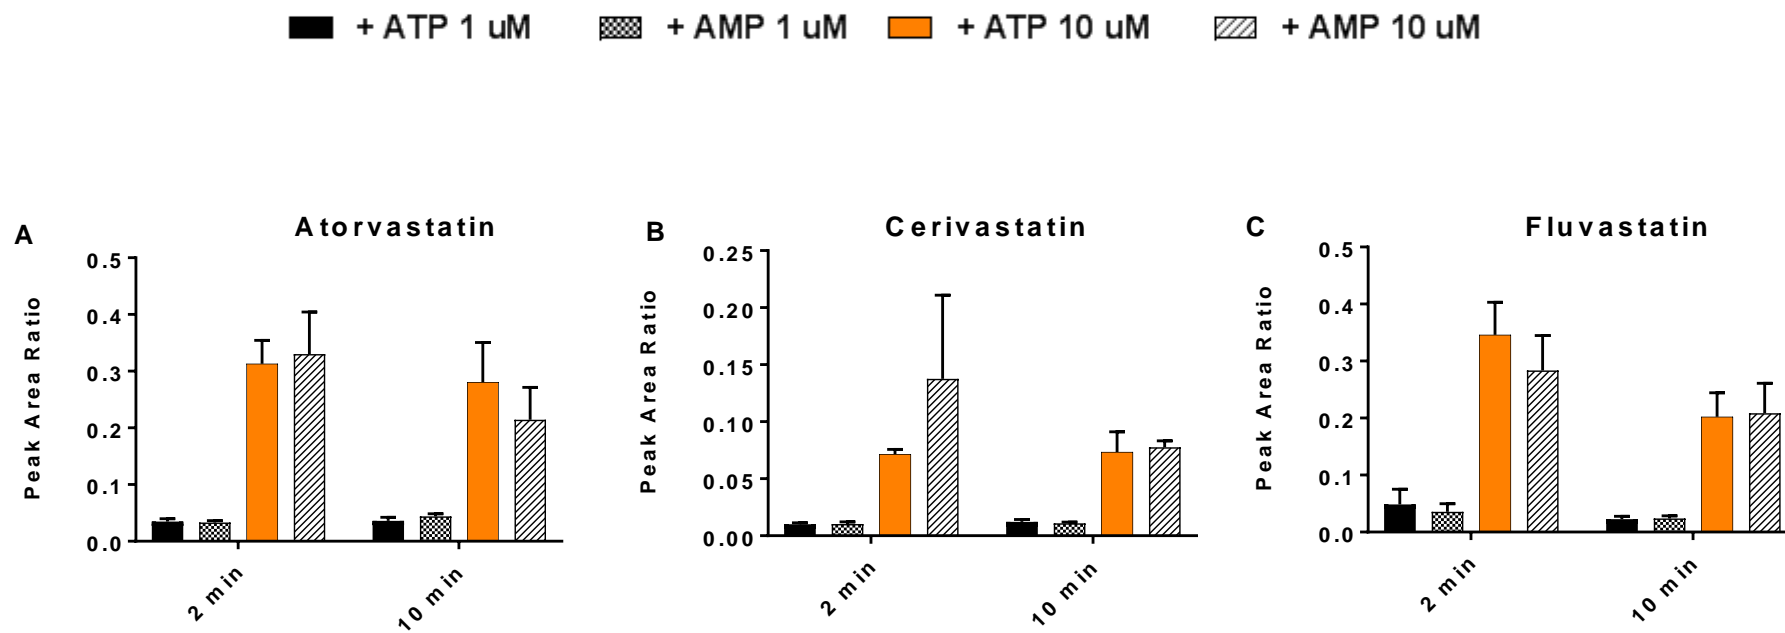 + ATP 1 uM + AMP 1 uM + ATP 10 uM + AMP 10 uM
A
Atorvastatin
Peak Area Ratio
0.5
0.4
0.3
0.2
0.1
0.0
2 min
10 min
B
Cerivastatin
Peak Area Ratio
0.25
0.20
0.15
0.10
0.05
0.00
2 min
10 min
C
Fluvastatin
Peak Area Ratio
0.5
0.4
0.3
0.2
0.1
0.0
2 min
10 min